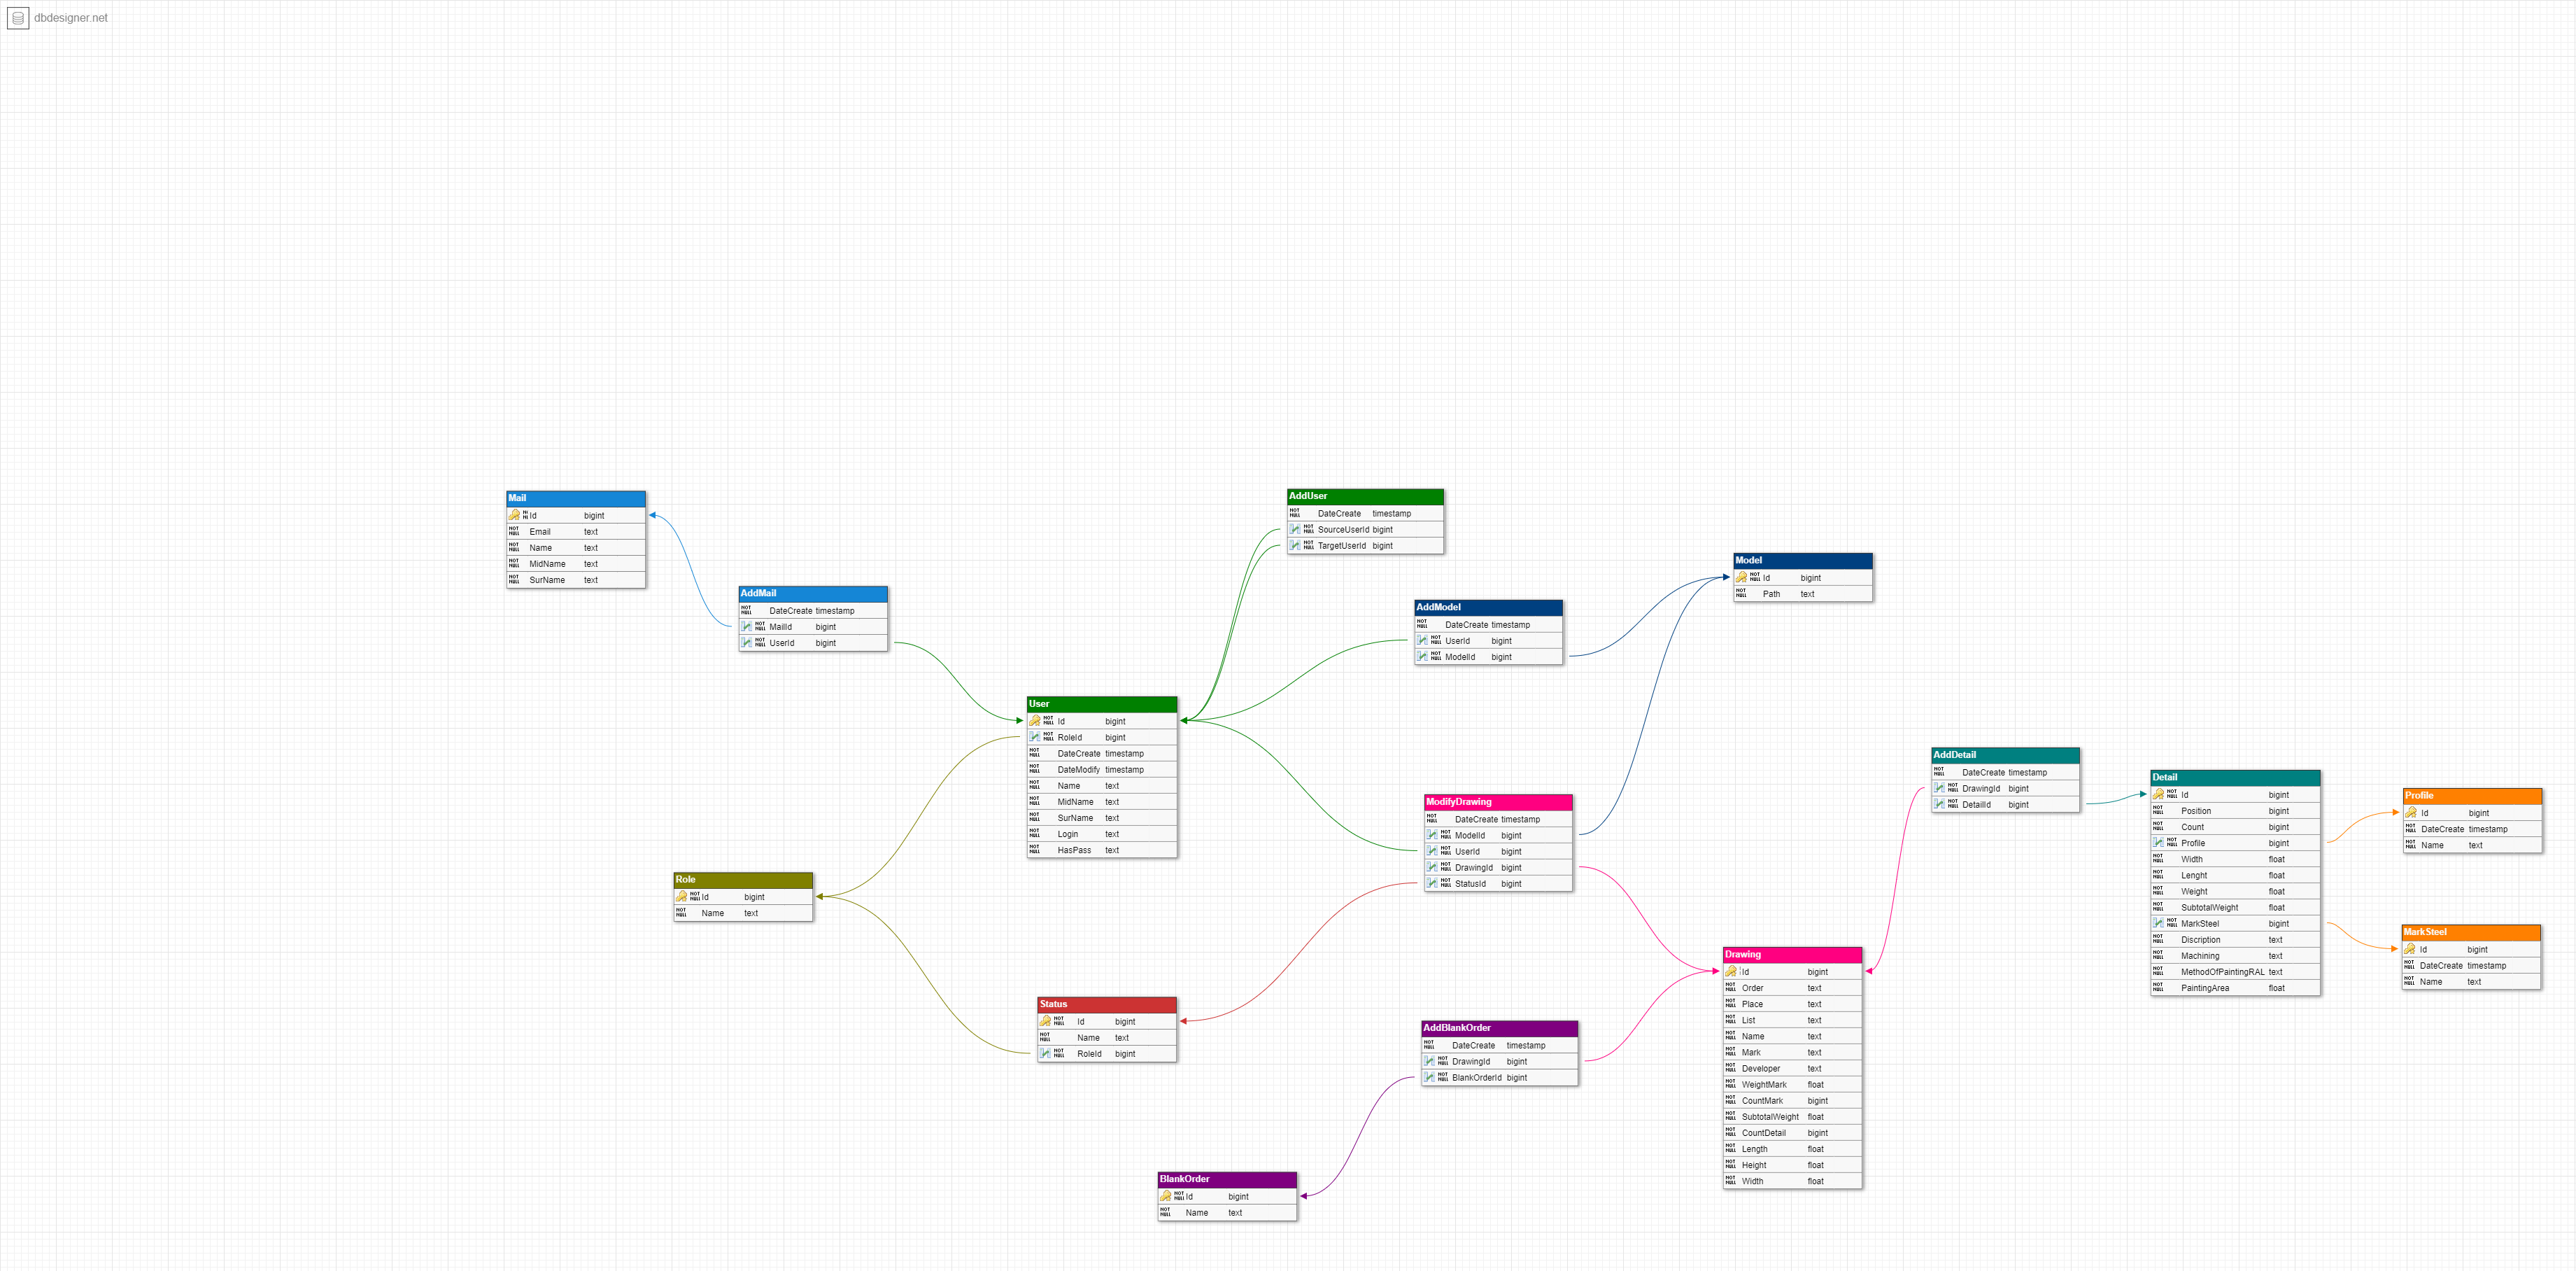 dbdesigner.net
Mail
NOT NULL Id bigint
NOT NULL Email text
NOT NULL Name text
NOT NULL MidName text
NOT NULL SurName text
AddMail
NOT NULL DateCreate timestamp
NOT NULL MailId bigint
NOT NULL UserId bigint
User
NOT NULL Id bigint
NOT NULL RoleId bigint
NOT NULL DateCreate timestamp
NOT NULL DateModify timestamp
NOT NULL Name text
NOT NULL MidName text
NOT NULL SurName text
NOT NULL Login text
NOT NULL HasPass text
Role
NOT NULL Id bigint
NOT NULL Name text
Status
NOT NULL Id bigint
NOT NULL Name text
NOT NULL RoleId bigint
BlankOrder
NOT NULL Id bigint
NOT NULL Name text
AddUser
NOT NULL DateCreate timestamp
NOT NULL SourceUserId bigint
NOT NULL TargetUserId bigint
AddModel
NOT NULL DateCreate timestamp
NOT NULL UserId bigint
NOT NULL ModelId bigint
Model
NOT NULL Id bigint
NOT NULL Path text
ModifyDrawing
NOT NULL DateCreate timestamp
NOT NULL ModelId bigint
NOT NULL UserId bigint
NOT NULL DrawingId bigint
NOT NULL StatusId bigint
AddBlankOrder
NOT NULL DateCreate timestamp
NOT NULL DrawingId bigint
NOT NULL BlankOrderId bigint
Drawing
Id bigint
NOT NULL Order text
NOT NULL Place text
NOT NULL List text
NOT NULL Name text
NOT NULL Mark text
NOT NULL Developer text
NOT NULL WeightMark float
NOT NULL CountMark bigint
NOT NULL SubtotalWeight float
NOT NULL CountDetail bigint
NOT NULL Length float
NOT NULL Height float
NOT NULL Width float
AddDetail
NOT NULL DateCreate timestamp
NOT NULL DrawingId bigint
NOT NULL DetailId bigint
Detail
NOT NULL Id bigint
NOT NULL Position bigint
NOT NULL Count bigint
NOT NULL Profile bigint
NOT NULL Width float
NOT NULL Lenght float
NOT NULL Weight float
NOT NULL SubtotalWeight float
NOT NULL MarkSteel bigint
NOT NULL Discription text
NOT NULL Machining text
NOT NULL MethodOfPaintingRAL text
NOT NULL PaintingArea float
Profile
NOT NULL Id bigint
NOT NULL DateCreate timestamp
NOT NULL Name text
MarkSteel
NOT NULL Id bigint
NOT NULL DateCreate timestamp
NOT NULL Name text